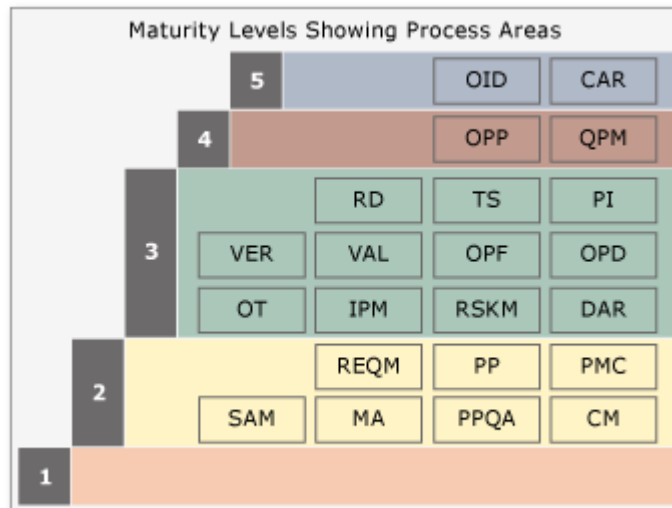 Maturity Levels Showing Process Areas
5 OID CAR
4 OPP QPM
RD TS PI
3 VER VAL OPF OPD
OT IPM RSKM DAR
REQM PP PMC
2
SAM MA PPQA CM
1